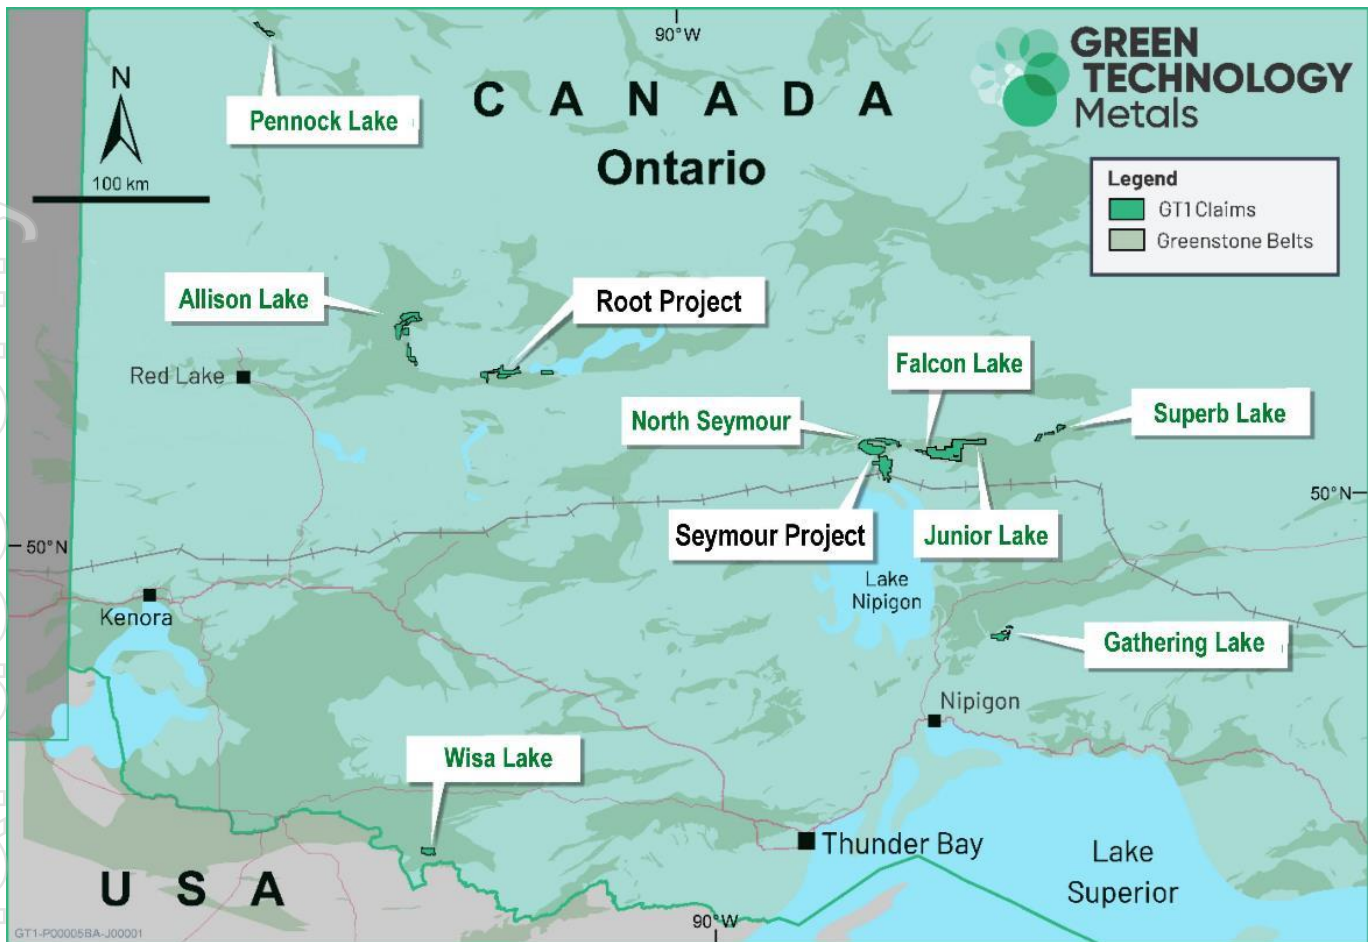 90°W
GREEN
TECHNOLOGY
Metals
N
CANADA
Pennock Lake
Ontario
100 km
Legend
GT1 Claims
Greenstone Belts
Allison Lake
Root Project
Red Lake
Falcon Lake
North Seymour
Superb Lake
50°N
Seymour Project
Junior Lake
50°N
Lake
Nipigon
Kenora
Gathering Lake
Nipigon
Wisa Lake
Thunder Bay
Lake
Superior
USA
90°W
GT1-P00005BA-J00001